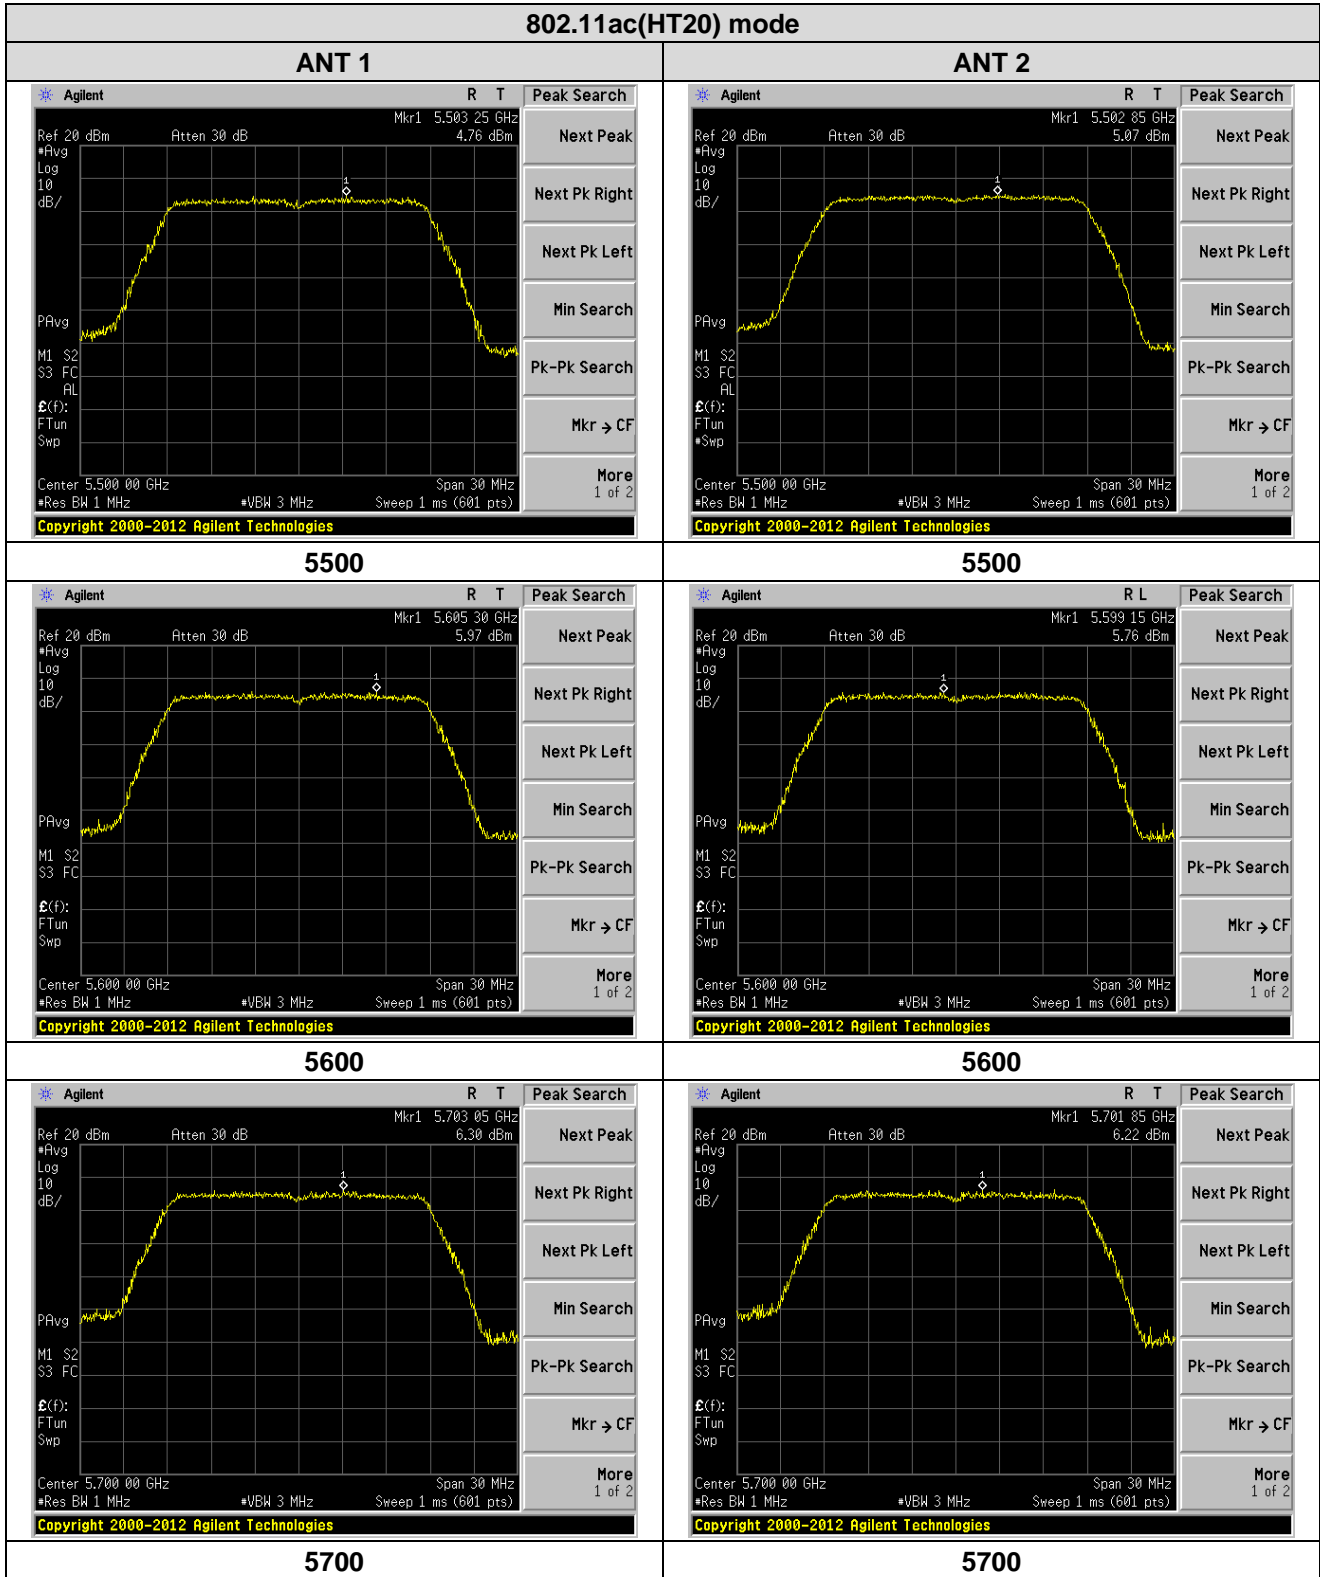 802.11ac(HT20) mode
ANT 1
ANT 2
Agilent R T Peak Search
Mkr1 5.503 25 GHz
Ref 20 dBm Atten 30 dB 4.76 dBm
#Avg
Log
10
dB/
1
PAvg
M1 S2
S3 FC
AL
£(f):
FTun
Swp
Center 5.500 00 GHz Span 30 MHz
#Res BW 1 MHz #VBW 3 MHz Sweep 1 ms (601 pts)
Copyright 2000-2012 Agilent Technologies
Next Peak
Next Pk Right
Next Pk Left
Min Search
Pk-Pk Search
Mkr → CF
More
1 of 2
Agilent R T Peak Search
Mkr1 5.502 85 GHz
Ref 20 dBm Atten 30 dB 5.07 dBm
#Avg
Log
10
dB/
1
PAvg
M1 S2
S3 FC
AL
£(f):
FTun
#Swp
Center 5.500 00 GHz Span 30 MHz
#Res BW 1 MHz #VBW 3 MHz Sweep 1 ms (601 pts)
Copyright 2000-2012 Agilent Technologies
Next Peak
Next Pk Right
Next Pk Left
Min Search
Pk-Pk Search
Mkr → CF
More
1 of 2
5500
5500
Agilent R T Peak Search
Mkr1 5.605 30 GHz
Ref 20 dBm Atten 30 dB 5.97 dBm
#Avg
Log
10
dB/
1
PAvg
M1 S2
S3 FC
£(f):
FTun
Swp
Center 5.600 00 GHz Span 30 MHz
#Res BW 1 MHz #VBW 3 MHz Sweep 1 ms (601 pts)
Copyright 2000-2012 Agilent Technologies
Next Peak
Next Pk Right
Next Pk Left
Min Search
Pk-Pk Search
Mkr → CF
More
1 of 2
Agilent R L Peak Search
Mkr1 5.599 15 GHz
Ref 20 dBm Atten 30 dB 5.76 dBm
#Avg
Log
10
dB/
1
PAvg
M1 S2
S3 FC
£(f):
FTun
Swp
Center 5.600 00 GHz Span 30 MHz
#Res BW 1 MHz #VBW 3 MHz Sweep 1 ms (601 pts)
Copyright 2000-2012 Agilent Technologies
Next Peak
Next Pk Right
Next Pk Left
Min Search
Pk-Pk Search
Mkr → CF
More
1 of 2
5600
5600
Agilent R T Peak Search
Mkr1 5.703 05 GHz
Ref 20 dBm Atten 30 dB 6.30 dBm
#Avg
Log
10
dB/
1
PAvg
M1 S2
S3 FC
£(f):
FTun
Swp
Center 5.700 00 GHz Span 30 MHz
#Res BW 1 MHz #VBW 3 MHz Sweep 1 ms (601 pts)
Copyright 2000-2012 Agilent Technologies
Next Peak
Next Pk Right
Next Pk Left
Min Search
Pk-Pk Search
Mkr → CF
More
1 of 2
Agilent R T Peak Search
Mkr1 5.701 85 GHz
Ref 20 dBm Atten 30 dB 6.22 dBm
#Avg
Log
10
dB/
1
PAvg
M1 S2
S3 FC
£(f):
FTun
Swp
Center 5.700 00 GHz Span 30 MHz
#Res BW 1 MHz #VBW 3 MHz Sweep 1 ms (601 pts)
Copyright 2000-2012 Agilent Technologies
Next Peak
Next Pk Right
Next Pk Left
Min Search
Pk-Pk Search
Mkr → CF
More
1 of 2
5700
5700